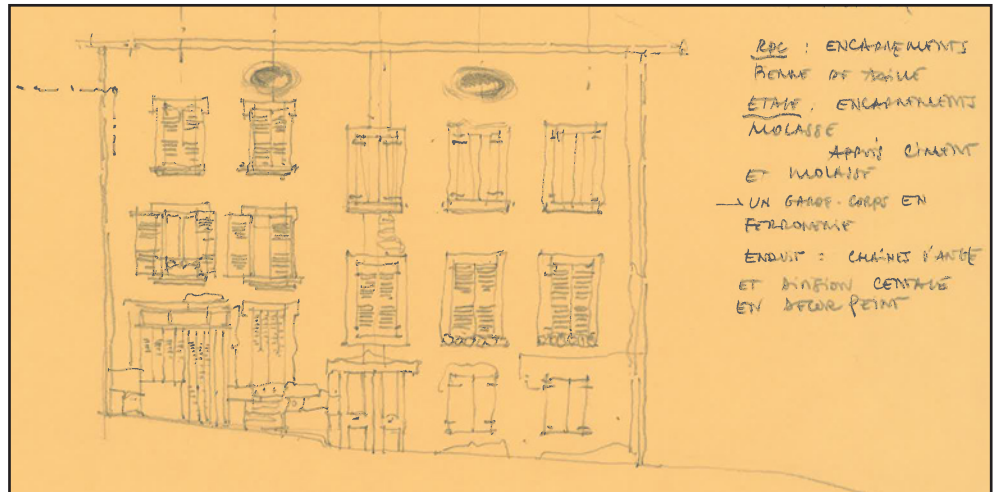 RDC : ENCADREMENTS
PIERRE DE TAILLE
ETAGE : ENCADREMENTS
MOLASSE
APPUIS CIMENT
ET MOLASSE
→ UN GARDE-CORPS EN
FERRONERIE
ENDUIT : CHAÎNES D'ANGLE
ET DIVISION CENTRALE
EN DECOR PEINT